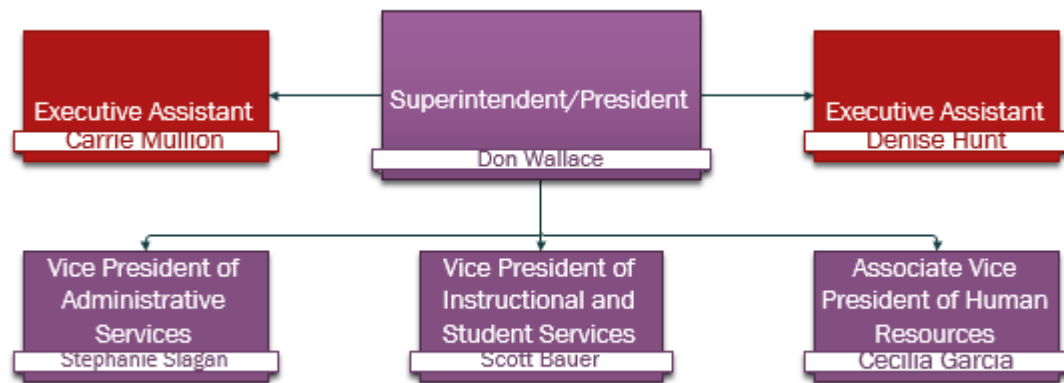 Executive Assistant
Carrie Mullion
Superintendent/President
Don Wallace
Executive Assistant
Denise Hunt
Vice President of
Administrative
Services
Stephanie Slagan
Vice President of
Instructional and
Student Services
Scott Bauer
Associate Vice
President of Human
Resources
Cecilia Garcia